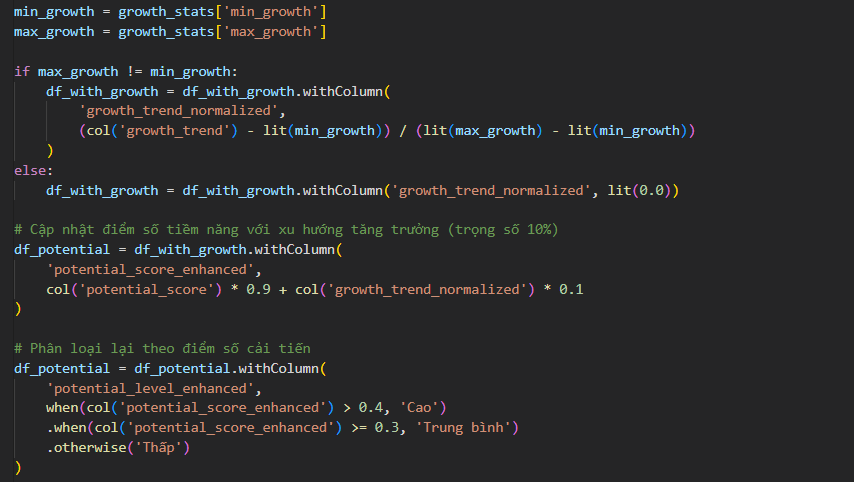 min_growth = growth_stats['min_growth']
max_growth = growth_stats['max_growth']

if max_growth != min_growth:
    df_with_growth = df_with_growth.withColumn(
        'growth_trend_normalized',
        (col('growth_trend') - lit(min_growth)) / (lit(max_growth) - lit(min_growth))
    )
else:
    df_with_growth = df_with_growth.withColumn('growth_trend_normalized', lit(0.0))

# Cập nhật điểm số tiềm năng với xu hướng tăng trưởng (trọng số 10%)
df_potential = df_with_growth.withColumn(
    'potential_score_enhanced',
    col('potential_score') * 0.9 + col('growth_trend_normalized') * 0.1
)

# Phân loại lại theo điểm số cải tiến
df_potential = df_potential.withColumn(
    'potential_level_enhanced',
    when(col('potential_score_enhanced') > 0.4, 'Cao')
    .when(col('potential_score_enhanced') >= 0.3, 'Trung bình')
    .otherwise('Thấp')
)